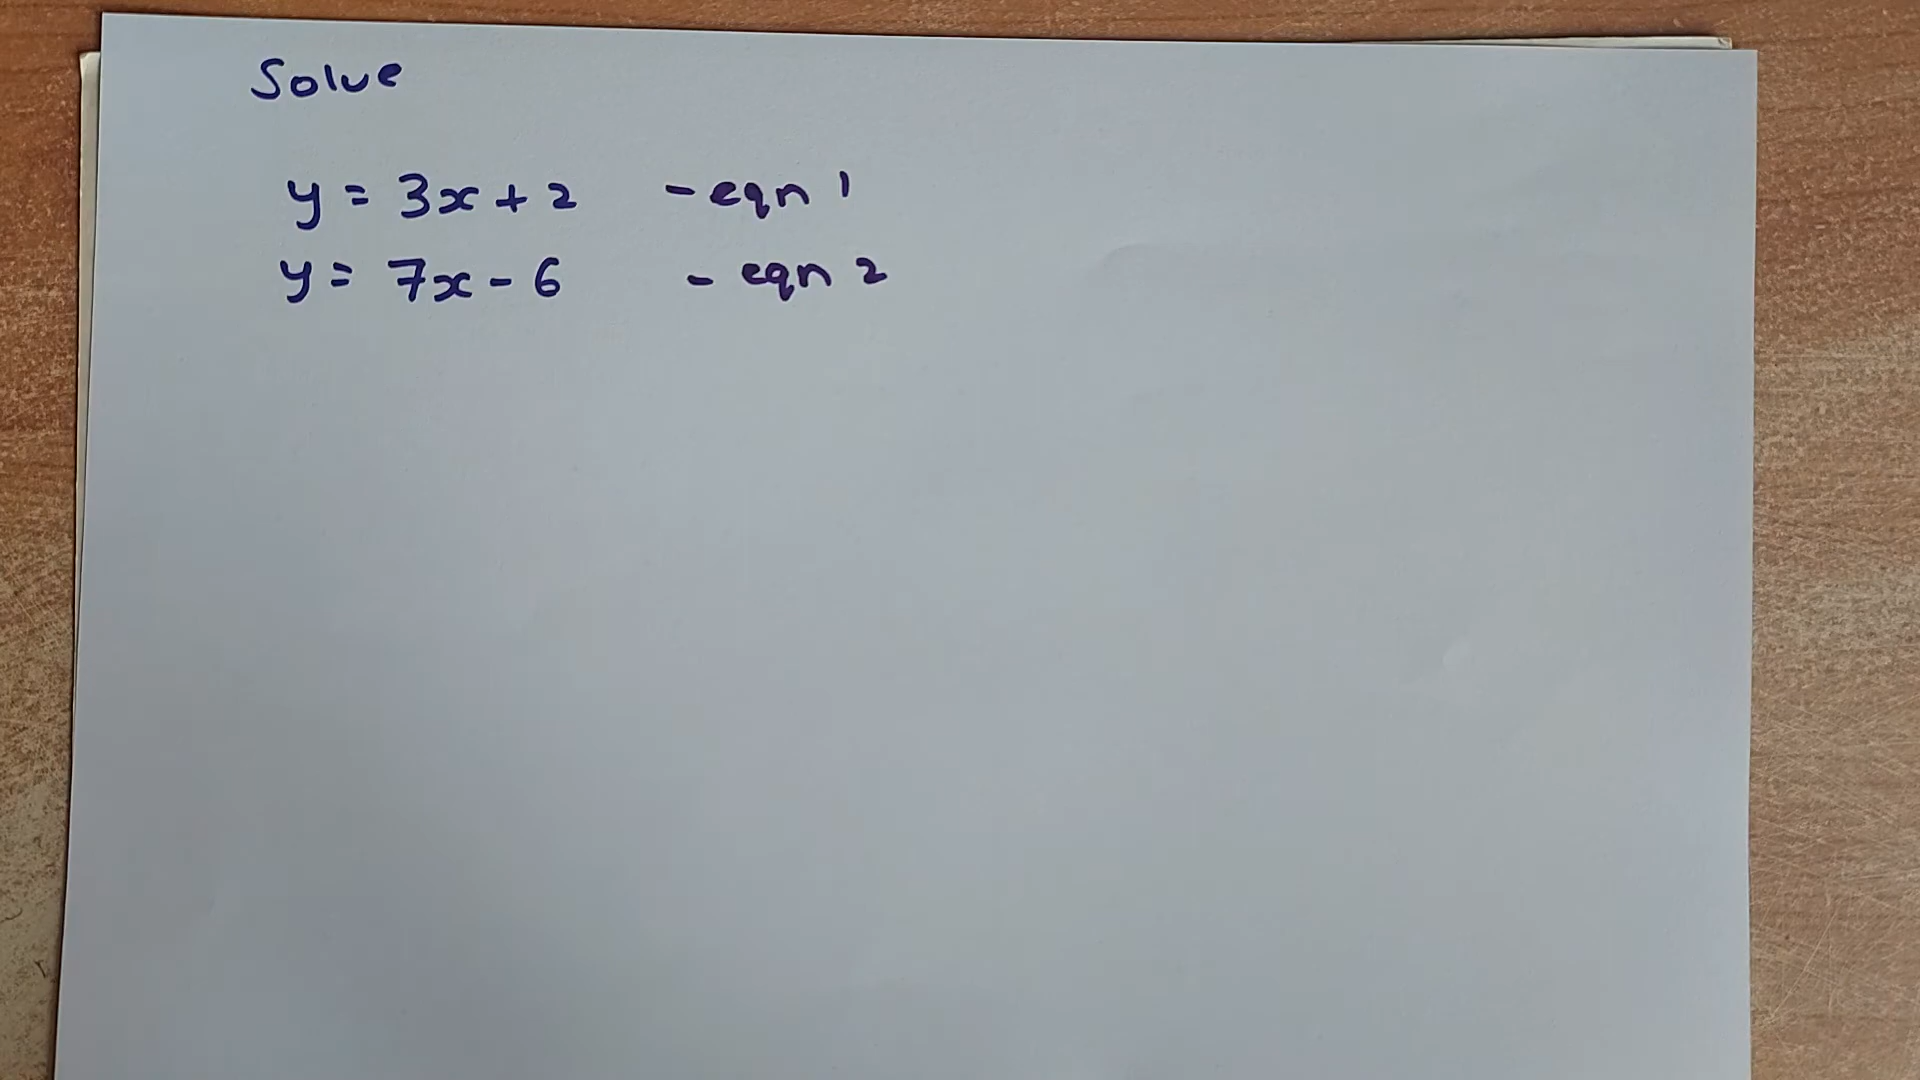 Solve
y = 3x + 2 - eqn 1
y = 7x - 6 - eqn 2